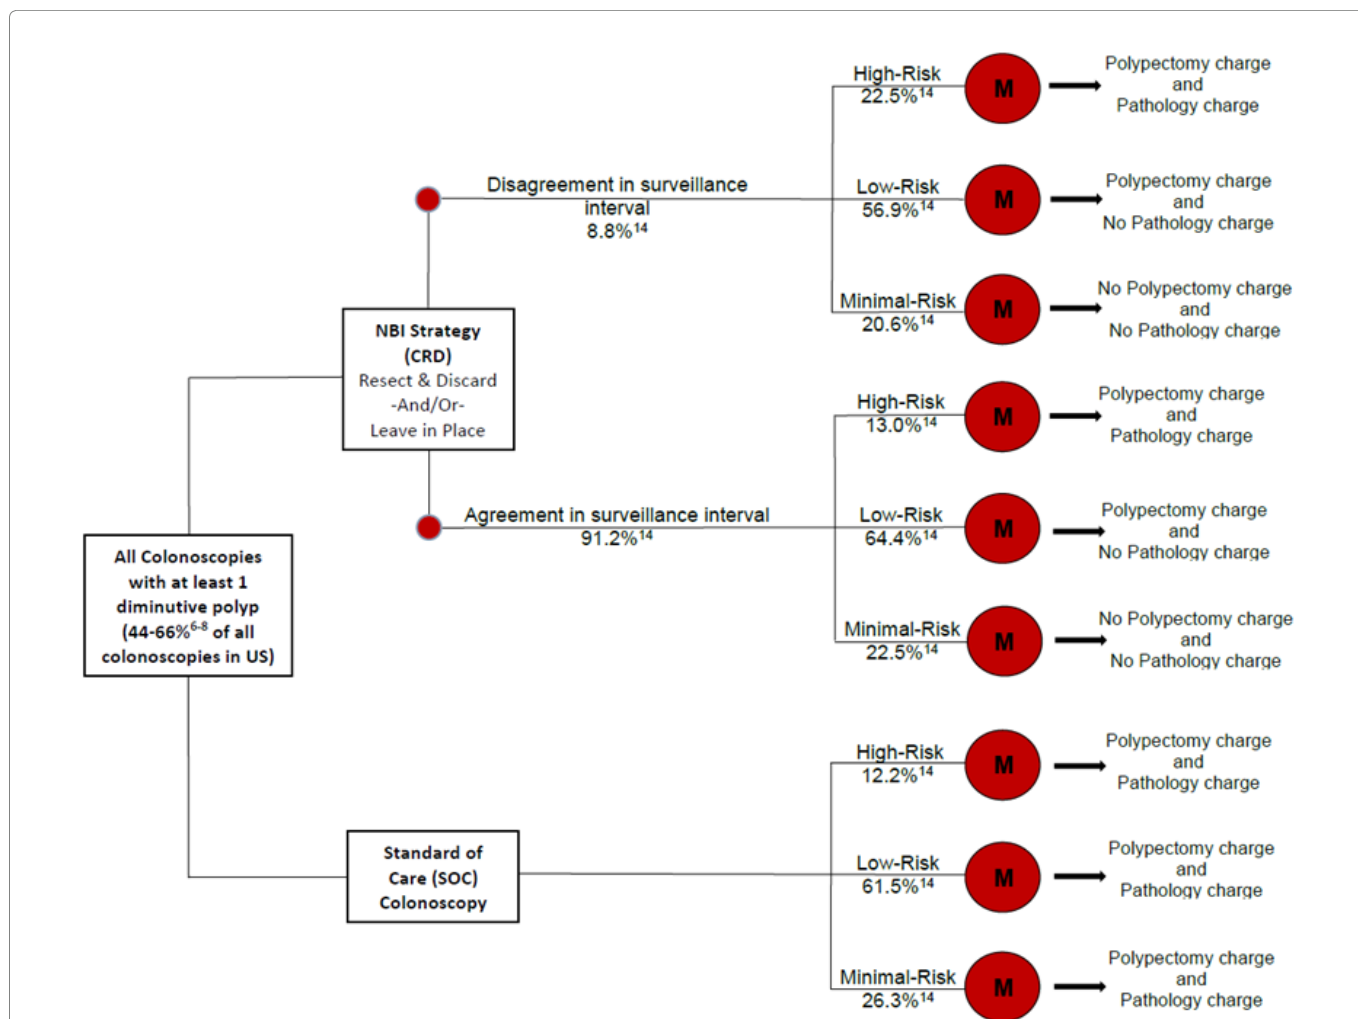 High-Risk
22.5%14
M
Polypectomy charge
and
Pathology charge
Disagreement in surveillance
interval
8.8%14
Low-Risk
56.9%14
M
Polypectomy charge
and
No Pathology charge
Minimal-Risk
20.6%14
M
No Polypectomy charge
and
No Pathology charge
NBI Strategy
(CRD)
Resect & Discard
-And/Or-
Leave in Place
High-Risk
13.0%14
M
Polypectomy charge
and
Pathology charge
Agreement in surveillance interval
91.2%14
Low-Risk
64.4%14
M
Polypectomy charge
and
No Pathology charge
Minimal-Risk
22.5%14
M
No Polypectomy charge
and
No Pathology charge
All Colonoscopies
with at least 1
diminutive polyp
(44-66%6-8 of all
colonoscopies in US)
High-Risk
12.2%14
M
Polypectomy charge
and
Pathology charge
Standard of
Care (SOC)
Colonoscopy
Low-Risk
61.5%14
M
Polypectomy charge
and
Pathology charge
Minimal-Risk
26.3%14
M
Polypectomy charge
and
Pathology charge